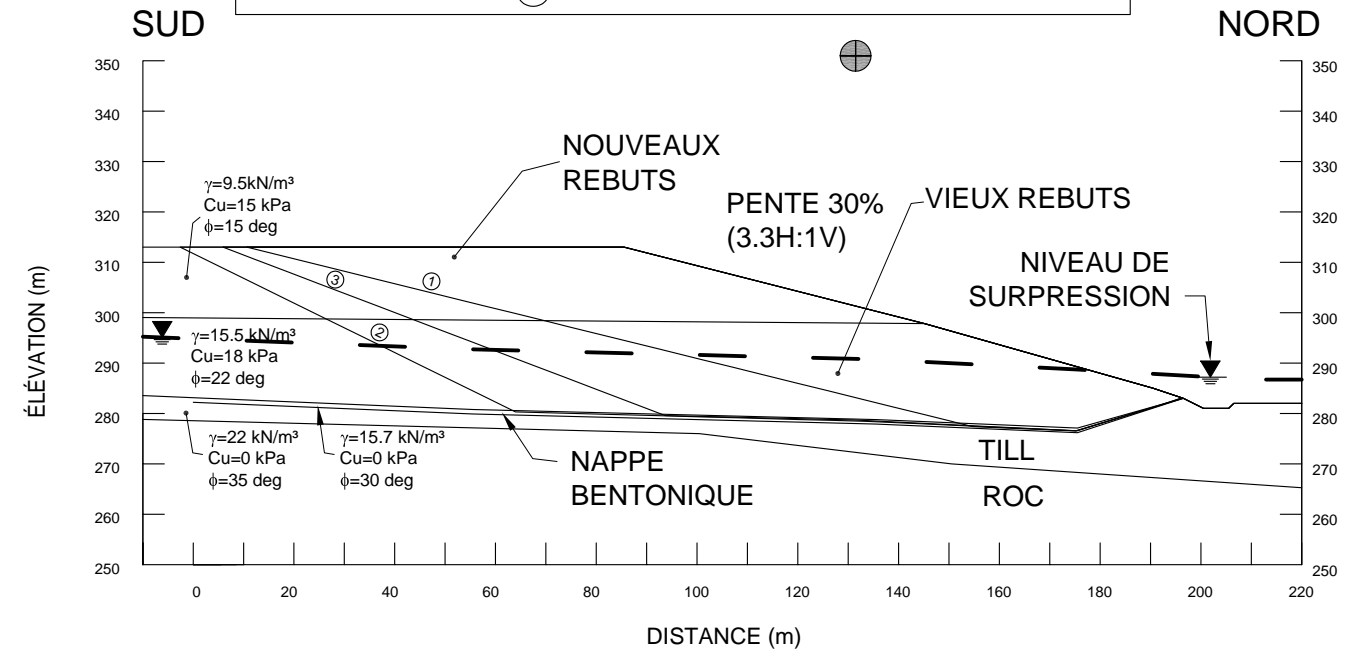 SUD
NORD
350
340
330
320
310
300
290
280
270
260
250
350
340
330
320
310
300
290
280
270
260
250
ÉLÉVATION (m)
NOUVEAUX
REBUTS
γ=9.5kN/m³
Cu=15 kPa
ϕ=15 deg
PENTE 30%
(3.3H:1V)
VIEUX REBUTS
NIVEAU DE
SURPRESSION
3
1
2
γ=15.5 kN/m³
Cu=18 kPa
ϕ=22 deg
γ=22 kN/m³
Cu=0 kPa
ϕ=35 deg
γ=15.7 kN/m³
Cu=0 kPa
ϕ=30 deg
NAPPE
BENTONIQUE
TILL
ROC
0
20
40
60
80
100
120
140
160
180
200
220
DISTANCE (m)